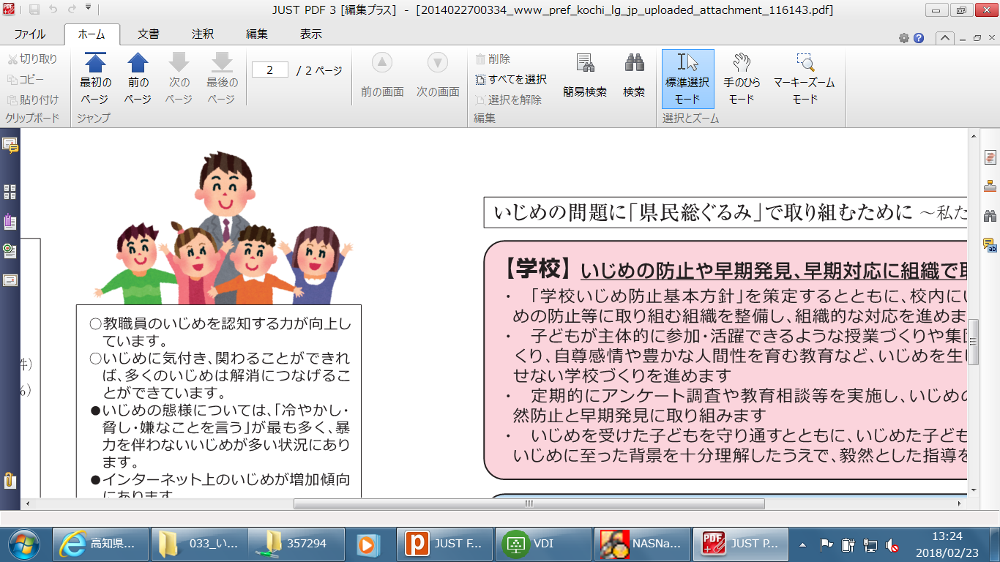 JUST PDF 3 [編集プラス] - [2014022700334_www_pref_kochi_lg_jp_uploaded_attachment_116143.pdf]
ファイル ホーム 文書 注釈 編集 表示
切り取り
コピー
貼り付け
クリップボード
最初の
ページ
前の
ページ
次の
ページ
最後の
ページ
ジャンプ
2 / 2 ページ
前の画面
次の画面
削除
すべてを選択
選択を解除
編集
簡易検索
検索
標準選択
モード
手のひら
モード
マーキーズーム
モード
選択とズーム
件)
%)
○教職員のいじめを認知する力が向上し
ています。
○いじめに気付き、関わることができれ
ば、多くのいじめは解消につなげるこ
とができています。
●いじめの態様については、「冷やかし・
脅し・嫌なことを言う」が最も多く、暴
力を伴わないいじめが多い状況にあり
ます。
●インターネット上のいじめが増加傾向
にあります。
いじめの問題に「県民総ぐるみ」で取り組むために ～私た
【学校】 いじめの防止や早期発見、早期対応に組織で取
・ 「学校いじめ防止基本方針」を策定するとともに、校内にい
めの防止等に取り組む組織を整備し、組織的な対応を進めま
・ 子どもが主体的に参加・活躍できるような授業づくりや集団
くり、自尊感情や豊かな人間性を育む教育など、いじめを生じ
せない学校づくりを進めます
・ 定期的にアンケート調査や教育相談等を実施し、いじめの
然防止と早期発見に取り組みます
・ いじめを受けた子どもを守り通すとともに、いじめた子ども
いじめに至った背景を十分理解したうえで、毅然とした指導を
高知県...
033_い...
357294
JUST F...
VDI
NASNa...
JUST P...
13:24
2018/02/23